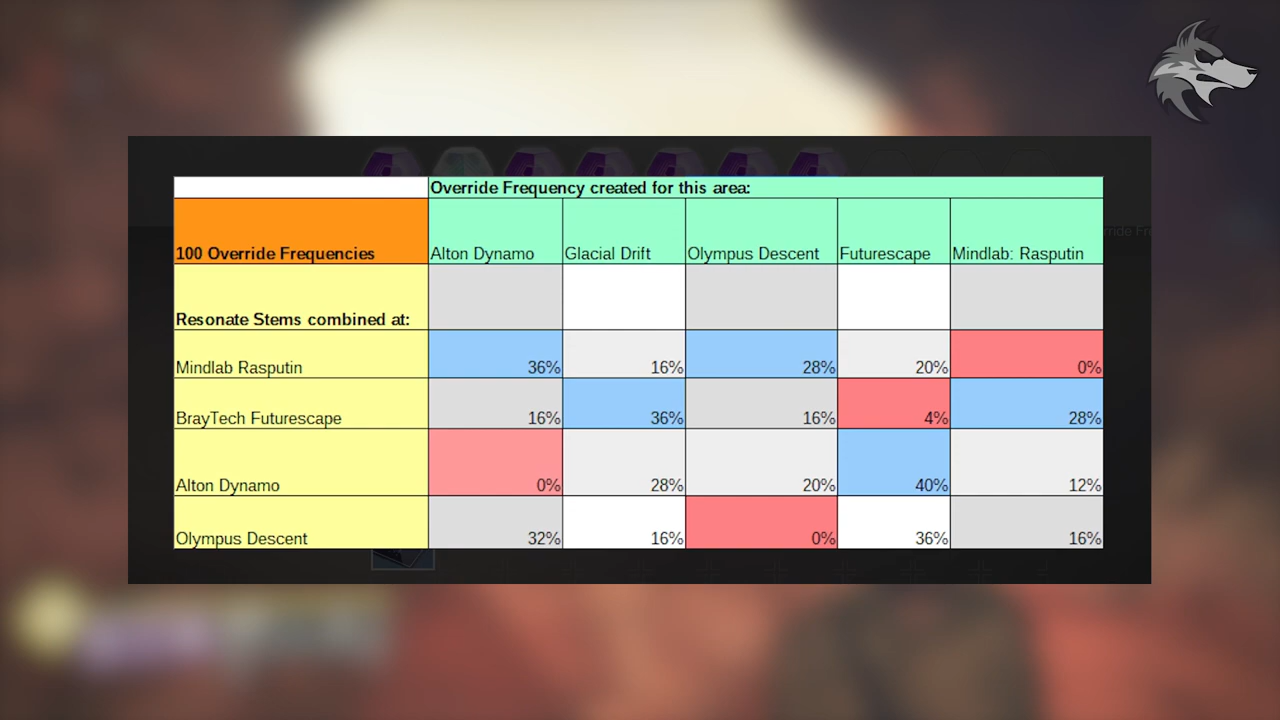 Override Frequency created for this area:
100 Override Frequencies Alton Dynamo Glacial Drift Olympus Descent Futurescape Mindlab: Rasputin
Resonate Stems combined at:
Mindlab Rasputin 36% 16% 28% 20% 0%
BrayTech Futurescape 16% 36% 16% 4% 28%
Alton Dynamo 0% 28% 20% 40% 12%
Olympus Descent 32% 16% 0% 36% 16%